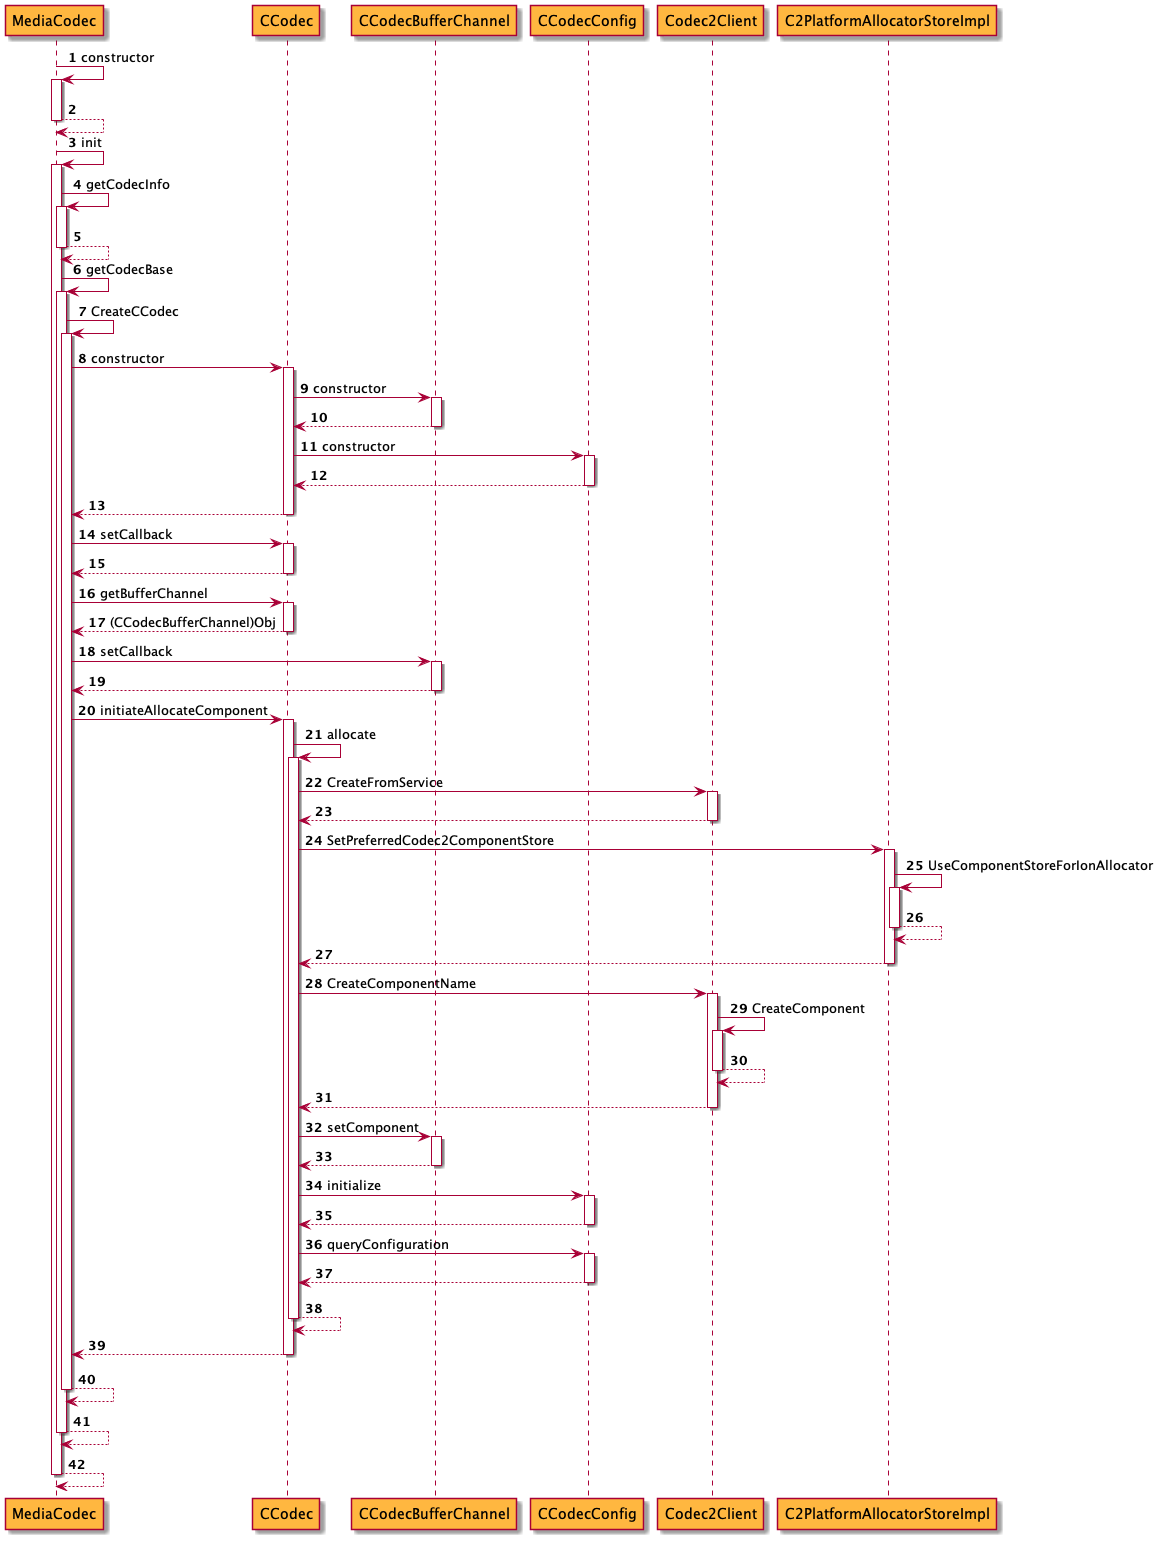 MediaCodec
CCodec
CCodecBufferChannel
CCodecConfig
Codec2Client
C2PlatformAllocatorStoreImpl
1 constructor
2
3 init
4 getCodecInfo
5
6 getCodecBase
7 CreateCCodec
8 constructor
9 constructor
10
11 constructor
12
13
14 setCallback
15
16 getBufferChannel
17 (CCodecBufferChannel)Obj
18 setCallback
19
20 initiateAllocateComponent
21 allocate
22 CreateFromService
23
24 SetPreferredCodec2ComponentStore
25 UseComponentStoreForIonAllocator
26
27
28 CreateComponentName
29 CreateComponent
30
31
32 setComponent
33
34 initialize
35
36 queryConfiguration
37
38
39
40
41
42
MediaCodec
CCodec
CCodecBufferChannel
CCodecConfig
Codec2Client
C2PlatformAllocatorStoreImpl